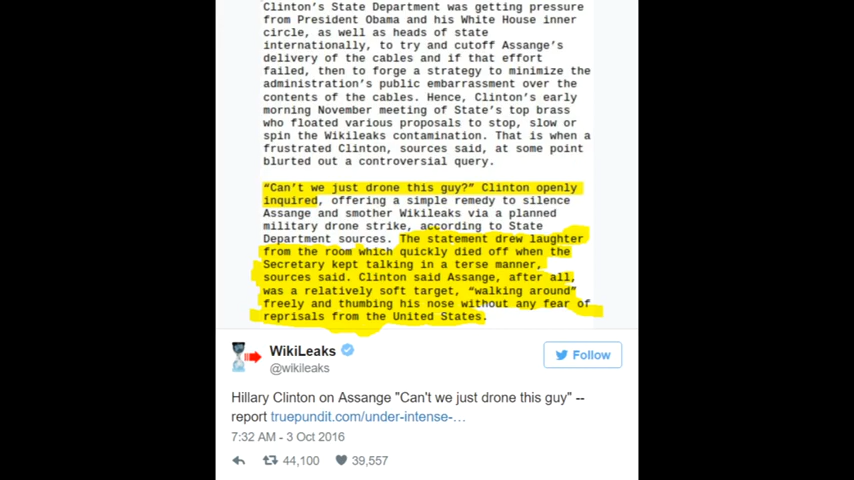 Clinton's State Department was getting pressure
from President Obama and his White House inner
circle, as well as heads of state
internationally, to try and cutoff Assange's
delivery of the cables and if that effort
failed, then to forge a strategy to minimize the
administration's public embarrassment over the
contents of the cables. Hence, Clinton's early
morning November meeting of State's top brass
who floated various proposals to stop, slow or
spin the Wikileaks contamination. That is when a
frustrated Clinton, sources said, at some point
blurted out a controversial query.
“Can't we just drone this guy?” Clinton openly
inquired, offering a simple remedy to silence
Assange and smother Wikileaks via a planned
military drone strike, according to State
Department sources. The statement drew laughter
from the room which quickly died off when the
Secretary kept talking in a terse manner,
sources said. Clinton said Assange, after all,
was a relatively soft target, “walking around”
freely and thumbing his nose without any fear of
reprisals from the United States.
WikiLeaks
@wikileaks
Follow
Hillary Clinton on Assange "Can't we just drone this guy" --
report truepundit.com/under-intense-…
7:32 AM - 3 Oct 2016
44,100 39,557